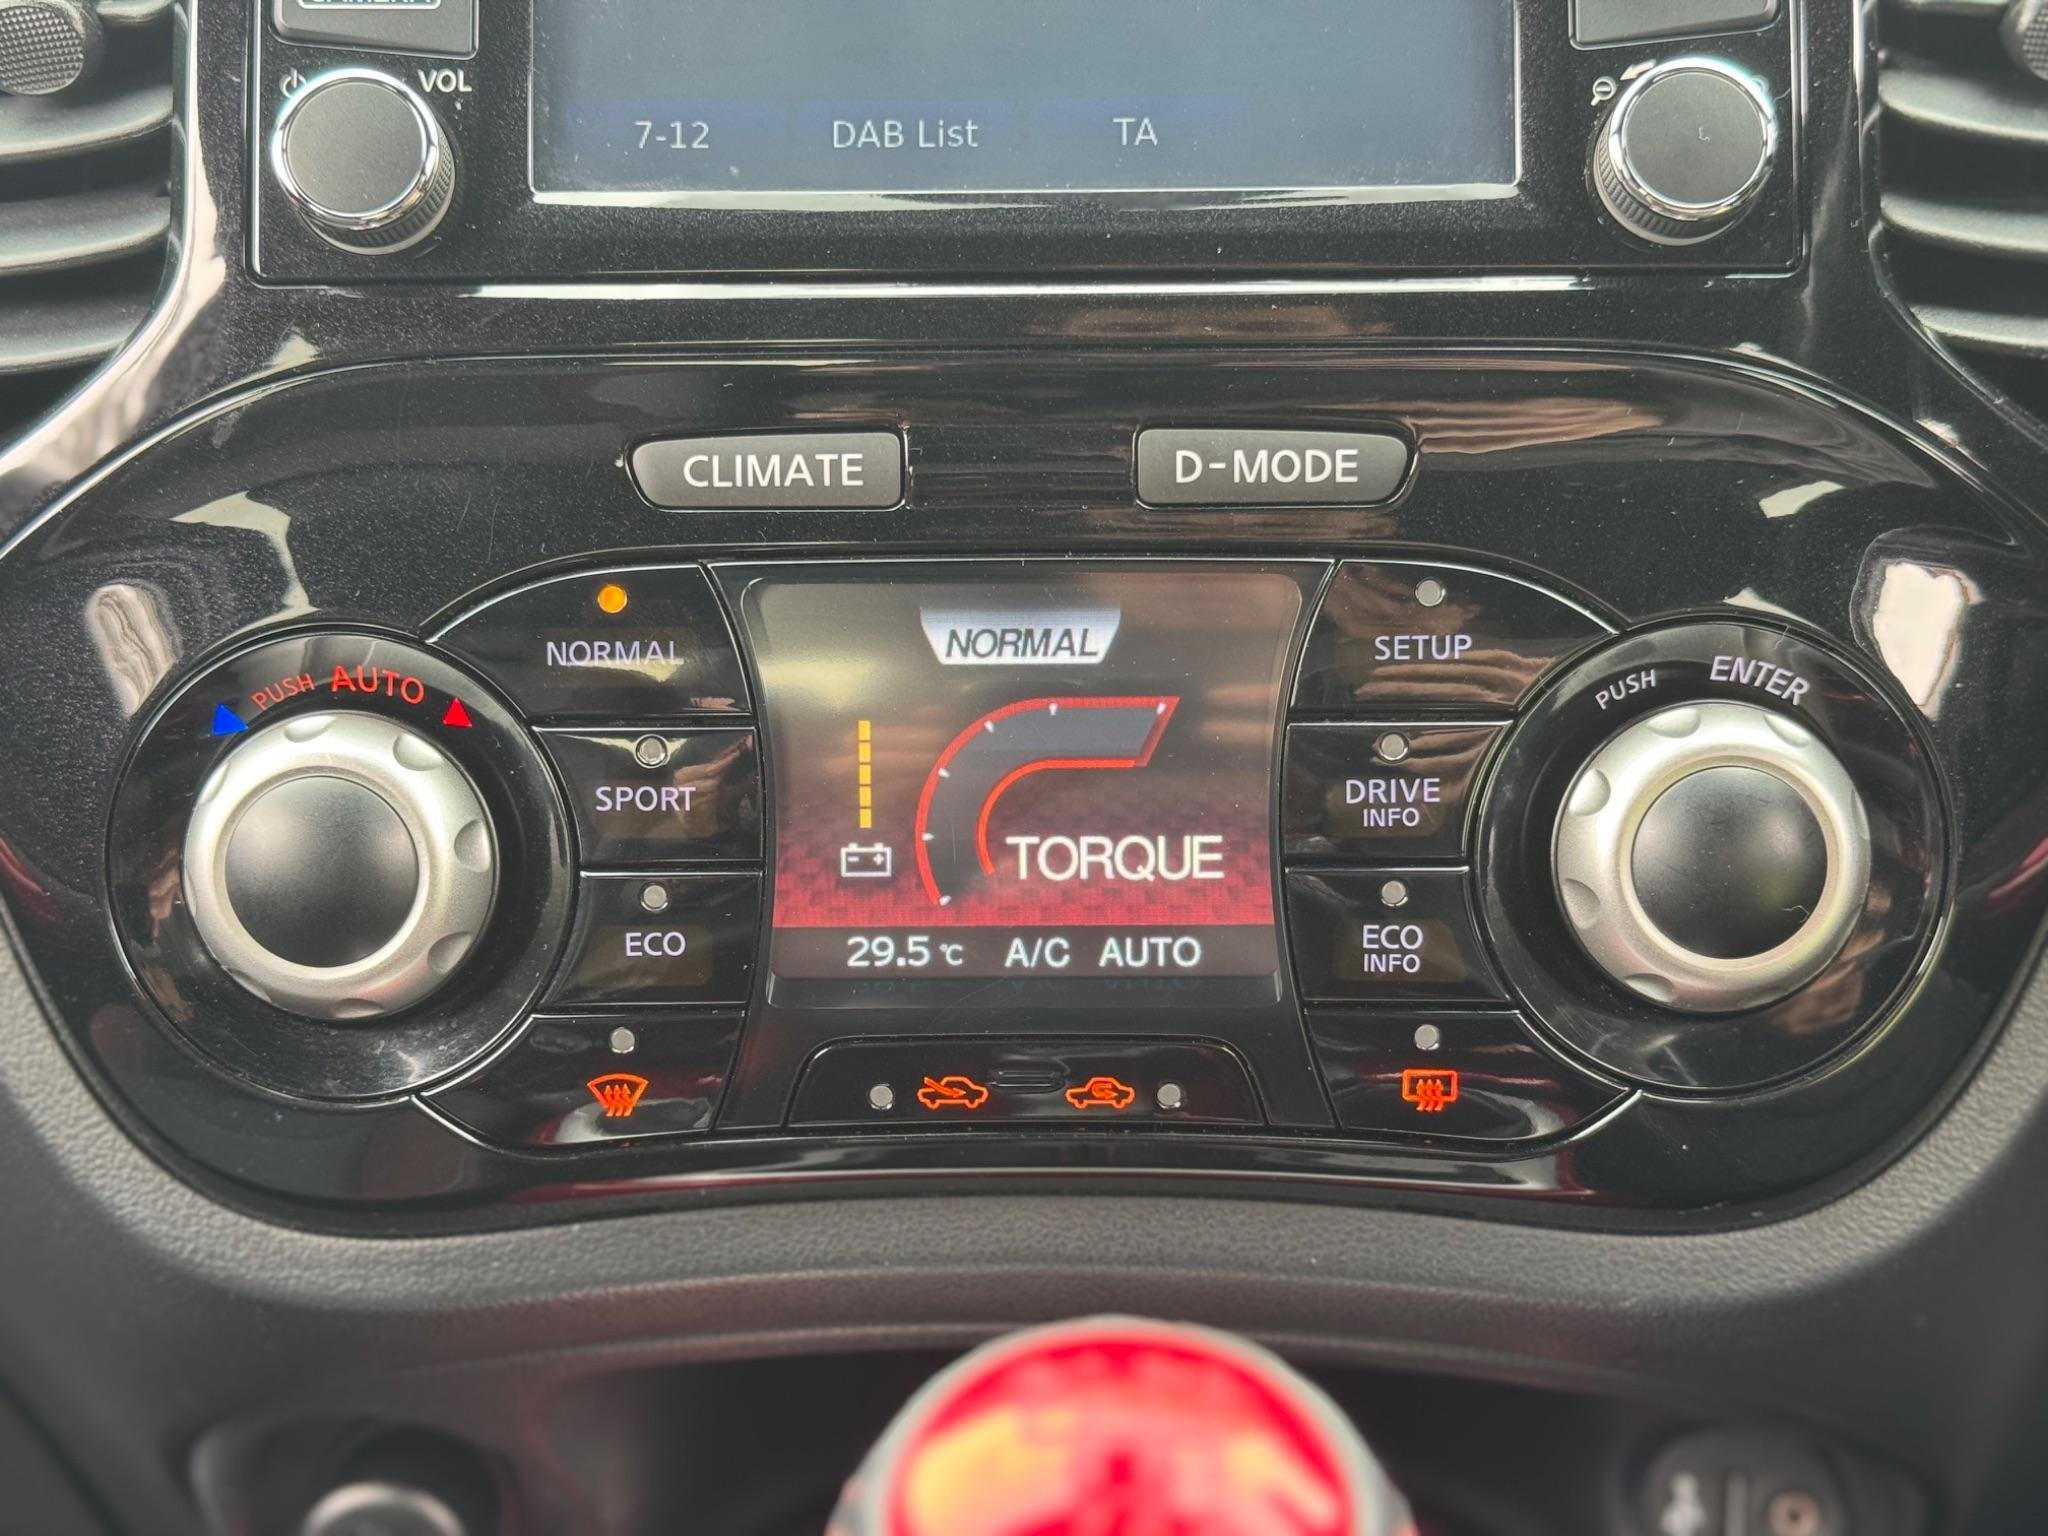 CAMERA
VOL
7-12 DAB List TA
CLIMATE D-MODE
PUSH AUTO
NORMAL
NORMAL
SETUP
PUSH ENTER
SPORT
DRIVE
INFO
TORQUE
ECO
ECO
INFO
29.5 °C A/C AUTO